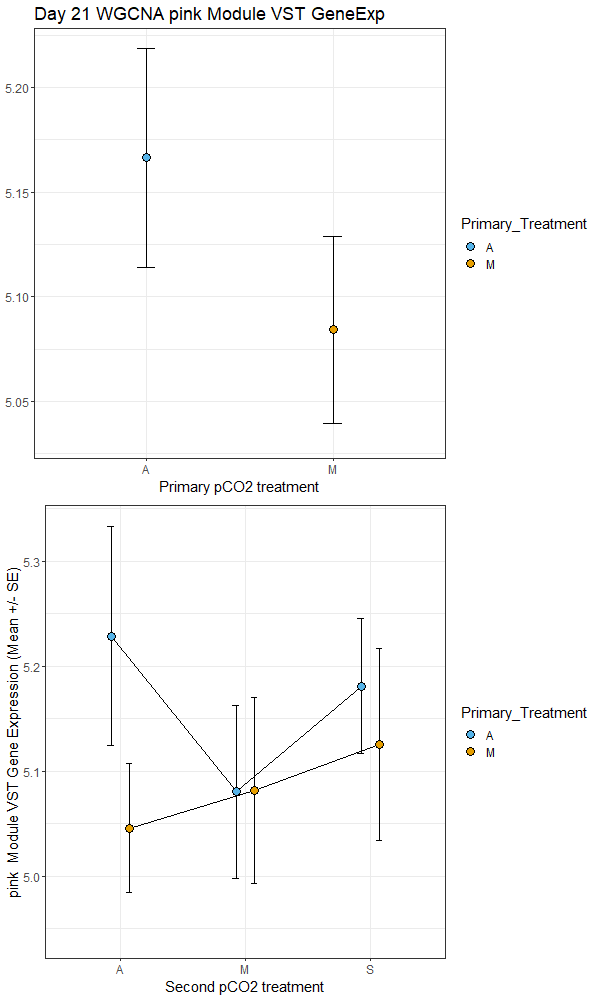 Day 21 WGCNA pink Module VST GeneExp
5.20
5.15
5.10
5.05
A M
Primary pCO2 treatment
Primary_Treatment
A
M
pink  Module VST Gene Expression (Mean +/- SE)
5.3
5.2
5.1
5.0
A M S
Second pCO2 treatment
Primary_Treatment
A
M